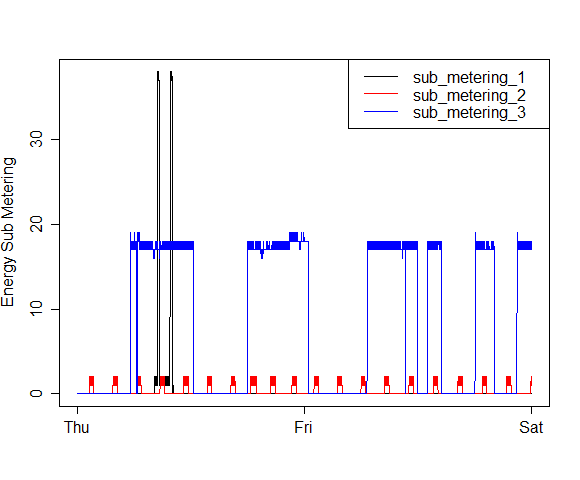 sub_metering_1
sub_metering_2
sub_metering_3
Energy Sub Metering
30
20
10
0
Thu Fri Sat